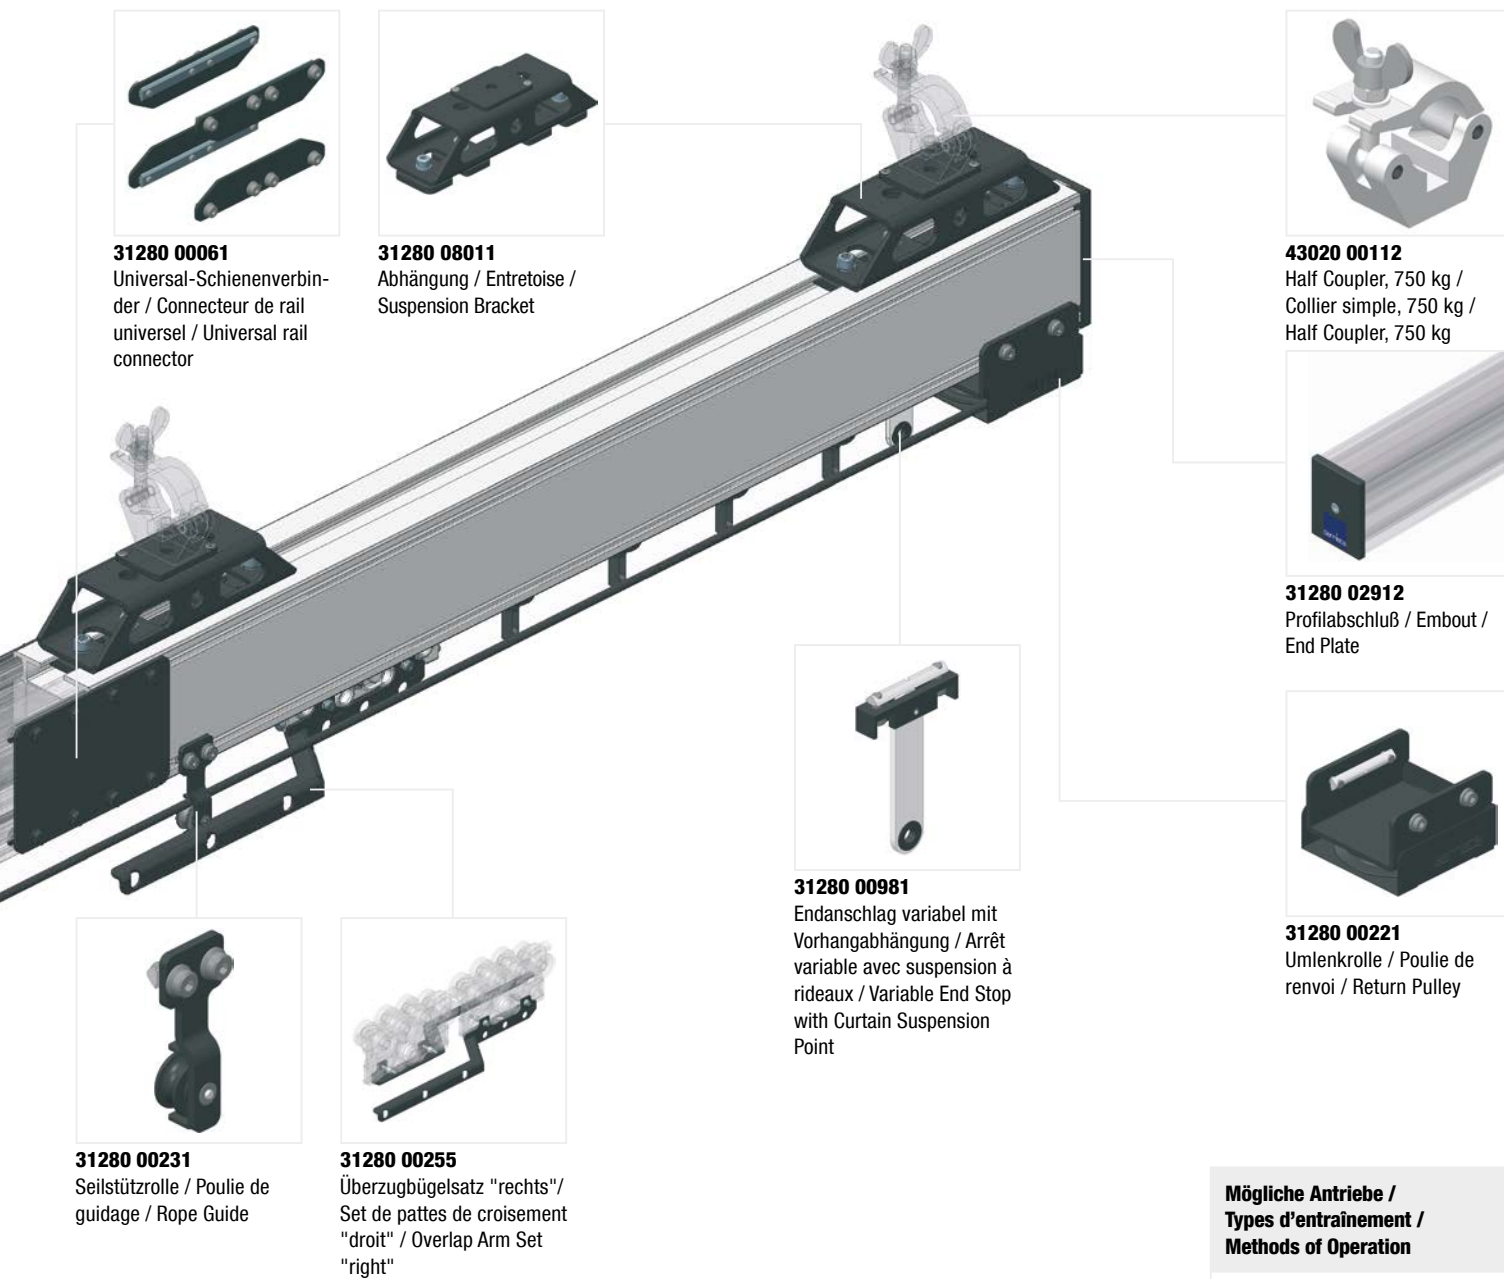 31280 00061
Universal-Schienenverbin-
der / Connecteur de rail
universel / Universal rail
connector
31280 08011
Abhängung / Entretoise /
Suspension Bracket
43020 00112
Half Coupler, 750 kg /
Collier simple, 750 kg /
Half Coupler, 750 kg
31280 02912
Profilabschluß / Embout /
End Plate
31280 00981
Endanschlag variabel mit
Vorhangabhängung / Arrêt
variable avec suspension à
rideaux / Variable End Stop
with Curtain Suspension
Point
31280 00221
Umlenkrolle / Poulie de
renvoi / Return Pulley
31280 00231
Seilstützrolle / Poulie de
guidage / Rope Guide
31280 00255
Überzugbügelsatz "rechts"/
Set de pattes de croisement
"droit" / Overlap Arm Set
"right"
Mögliche Antriebe /
Types d’entraînement /
Methods of Operation